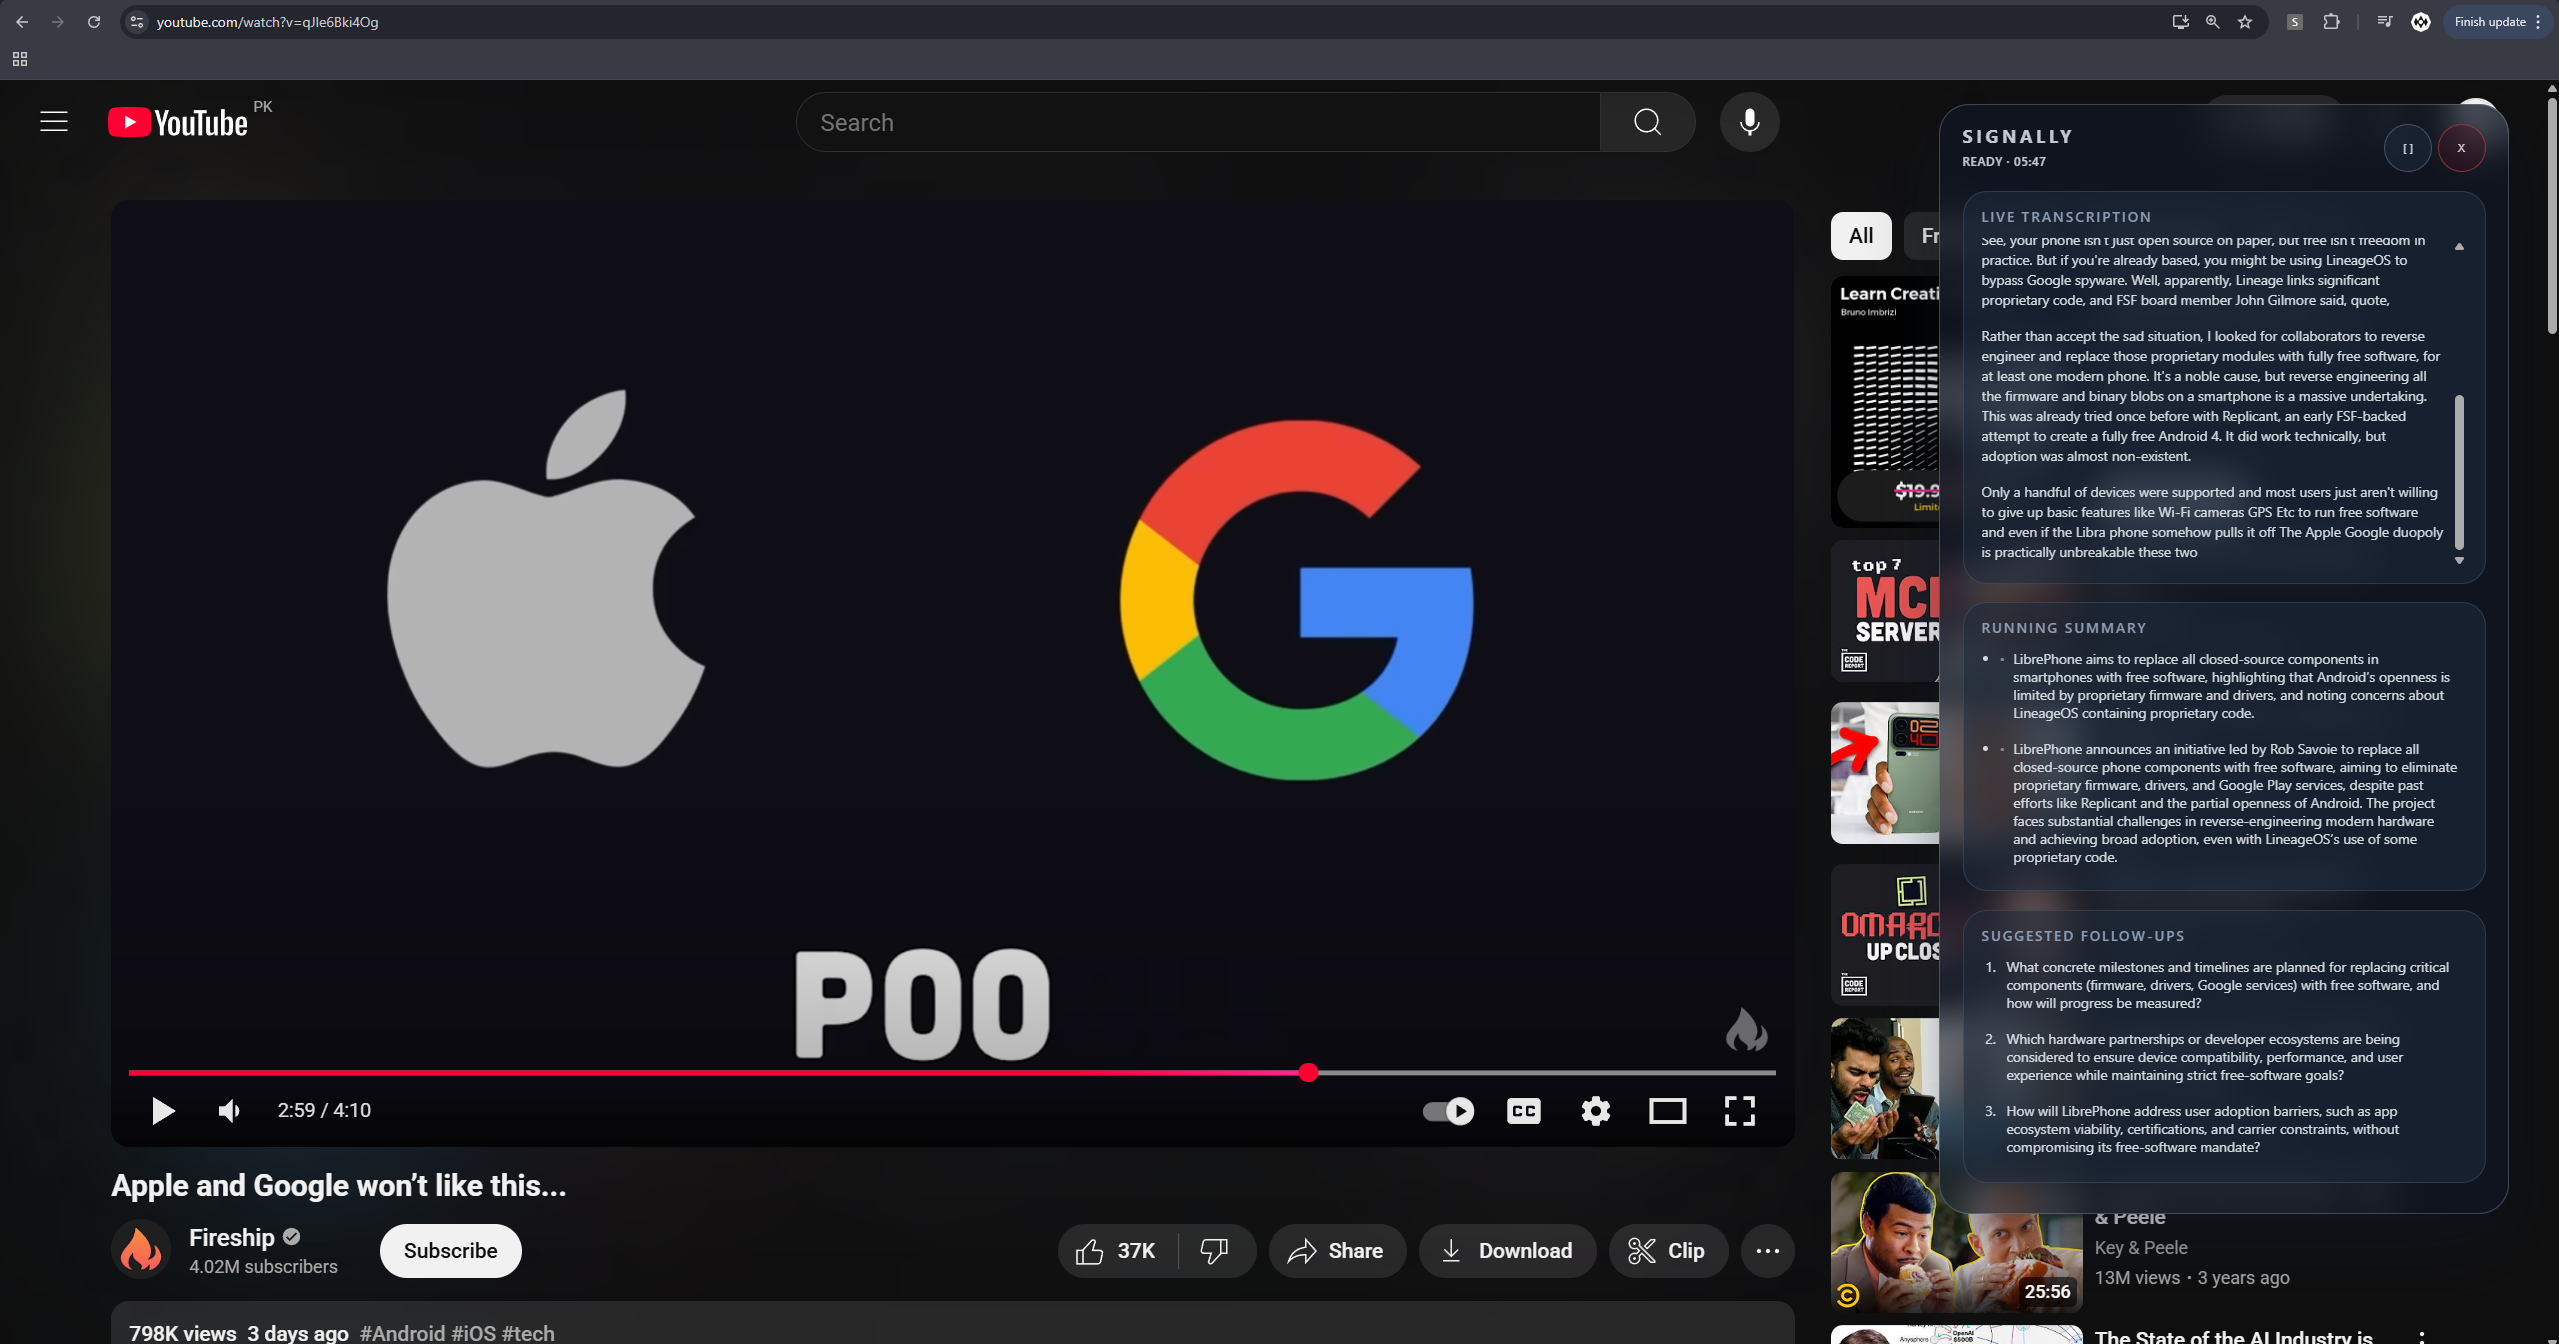 youtube.com/watch?v=qJle6Bki4Og
S
Finish update
YouTube PK
Search
SIGNALLY
READY · 05:47
[ ]
X
LIVE TRANSCRIPTION
See, your phone isn't just open source on paper, but free isn't freedom in
practice. But if you're already based, you might be using LineageOS to
bypass Google spyware. Well, apparently, Lineage links significant
proprietary code, and FSF board member John Gilmore said, quote,
Rather than accept the sad situation, I looked for collaborators to reverse
engineer and replace those proprietary modules with fully free software, for
at least one modern phone. It's a noble cause, but reverse engineering all
the firmware and binary blobs on a smartphone is a massive undertaking.
This was already tried once before with Replicant, an early FSF-backed
attempt to create a fully free Android 4. It did work technically, but
adoption was almost non-existent.
Only a handful of devices were supported and most users just aren't willing
to give up basic features like Wi-Fi cameras GPS Etc to run free software
and even if the Libra phone somehow pulls it off The Apple Google duopoly
is practically unbreakable these two
RUNNING SUMMARY
• - LibrePhone aims to replace all closed-source components in
smartphones with free software, highlighting that Android's openness is
limited by proprietary firmware and drivers, and noting concerns about
LineageOS containing proprietary code.
• - LibrePhone announces an initiative led by Rob Savoie to replace all
closed-source phone components with free software, aiming to eliminate
proprietary firmware, drivers, and Google Play services, despite past
efforts like Replicant and the partial openness of Android. The project
faces substantial challenges in reverse-engineering modern hardware
and achieving broad adoption, even with LineageOS's use of some
proprietary code.
SUGGESTED FOLLOW-UPS
1. What concrete milestones and timelines are planned for replacing critical
components (firmware, drivers, Google services) with free software, and
how will progress be measured?
2. Which hardware partnerships or developer ecosystems are being
considered to ensure device compatibility, performance, and user
experience while maintaining strict free-software goals?
3. How will LibrePhone address user adoption barriers, such as app
ecosystem viability, certifications, and carrier constraints, without
compromising its free-software mandate?
POO
2:59 / 4:10
CC
Apple and Google won't like this...
Fireship
4.02M subscribers
Subscribe
37K
Share
Download
Clip
798K views 3 days ago #Android #iOS #tech
All
Fr
Learn Creati
Bruno Imbrizi
$19.9
Limit
top 7
MC
SERVER
THE
CODE
REPORT
02
40
OMARC
UP CLOS
THE
CODE
REPORT
25:56
& Peele
Key & Peele
13M views • 3 years ago
OpenAI
$500B
The State of the AI Industry is